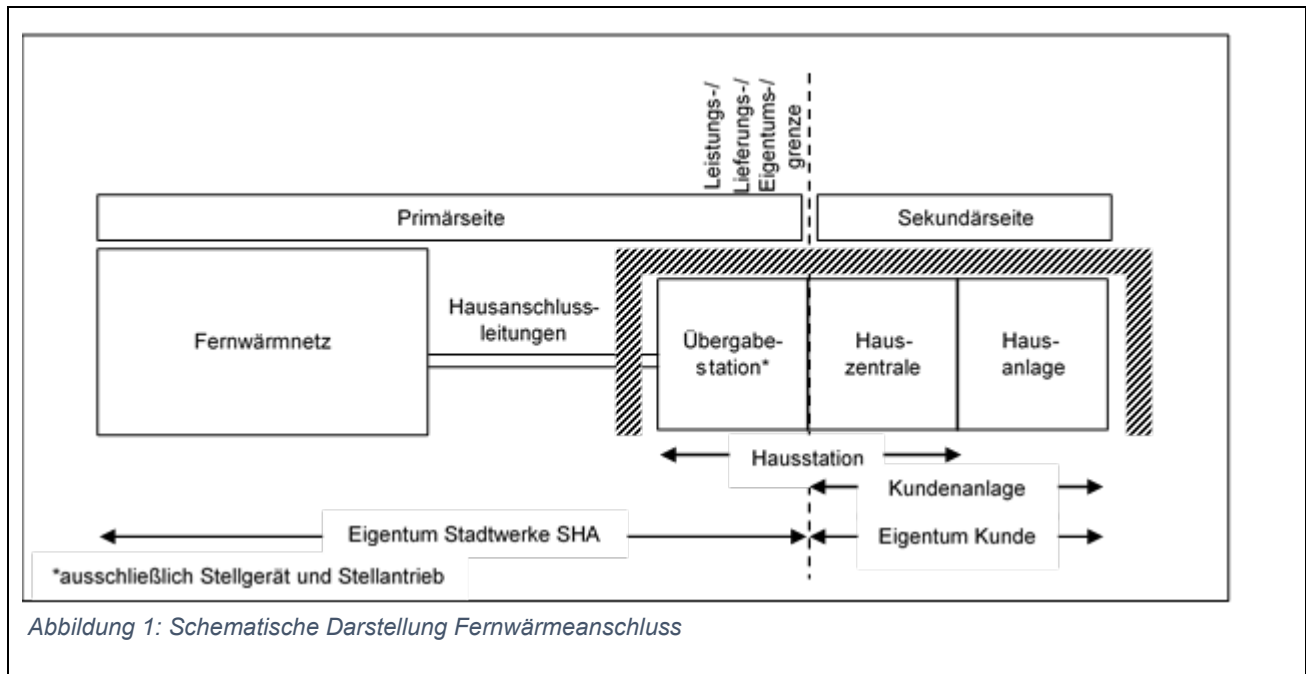 Leistungs-/
Lieferungs-/
Eigentums-/
grenze
Primärseite
Sekundärseite
Fernwärmnetz
Hausanschluss-
leitungen
Übergabe-
station*
Haus-
zentrale
Haus-
anlage
Hausstation
Kundenanlage
Eigentum Stadtwerke SHA
Eigentum Kunde
*ausschließlich Stellgerät und Stellantrieb
Abbildung 1: Schematische Darstellung Fernwärmeanschluss